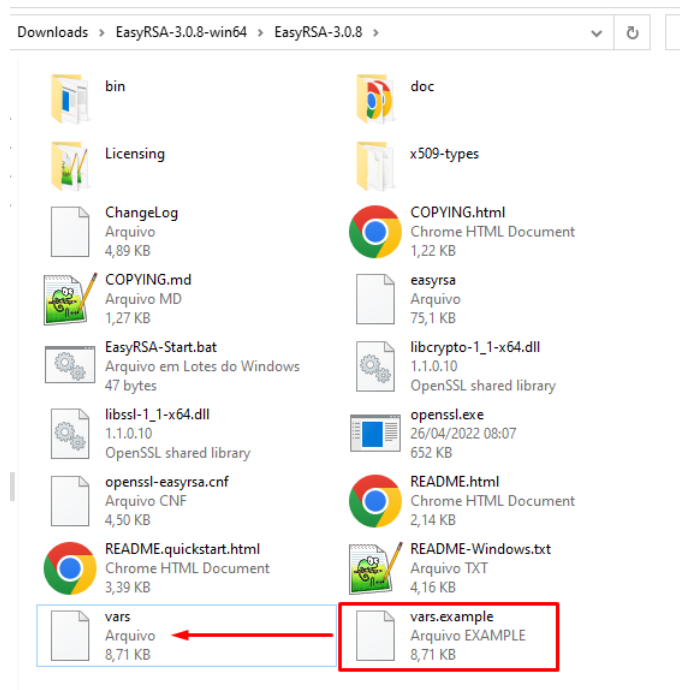 Downloads > EasyRSA-3.0.8-win64 > EasyRSA-3.0.8 >
bin
doc
Licensing
x509-types
ChangeLog
Arquivo
4,89 KB
COPYING.html
Chrome HTML Document
1,22 KB
COPYING.md
Arquivo MD
1,27 KB
easyrsa
Arquivo
75,1 KB
EasyRSA-Start.bat
Arquivo em Lotes do Windows
47 bytes
libcrypto-1_1-x64.dll
1.1.0.10
OpenSSL shared library
libssl-1_1-x64.dll
1.1.0.10
OpenSSL shared library
openssl.exe
26/04/2022 08:07
652 KB
openssl-easyrsa.cnf
Arquivo CNF
4,50 KB
README.html
Chrome HTML Document
2,14 KB
README.quickstart.html
Chrome HTML Document
3,39 KB
README-Windows.txt
Arquivo TXT
4,16 KB
vars
Arquivo
8,71 KB
vars.example
Arquivo EXAMPLE
8,71 KB